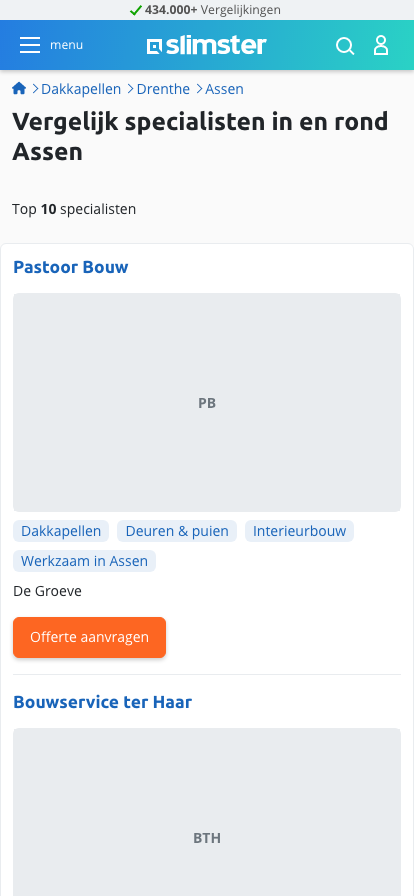 434.000+ Vergelijkingen
menu
slimster
Dakkapellen
Drenthe
Assen
Vergelijk specialisten in en rond
Assen
Top 10 specialisten
Pastoor Bouw
PB
Dakkapellen
Deuren & puien
Interieurbouw
Werkzaam in Assen
De Groeve
Offerte aanvragen
Bouwservice ter Haar
BTH